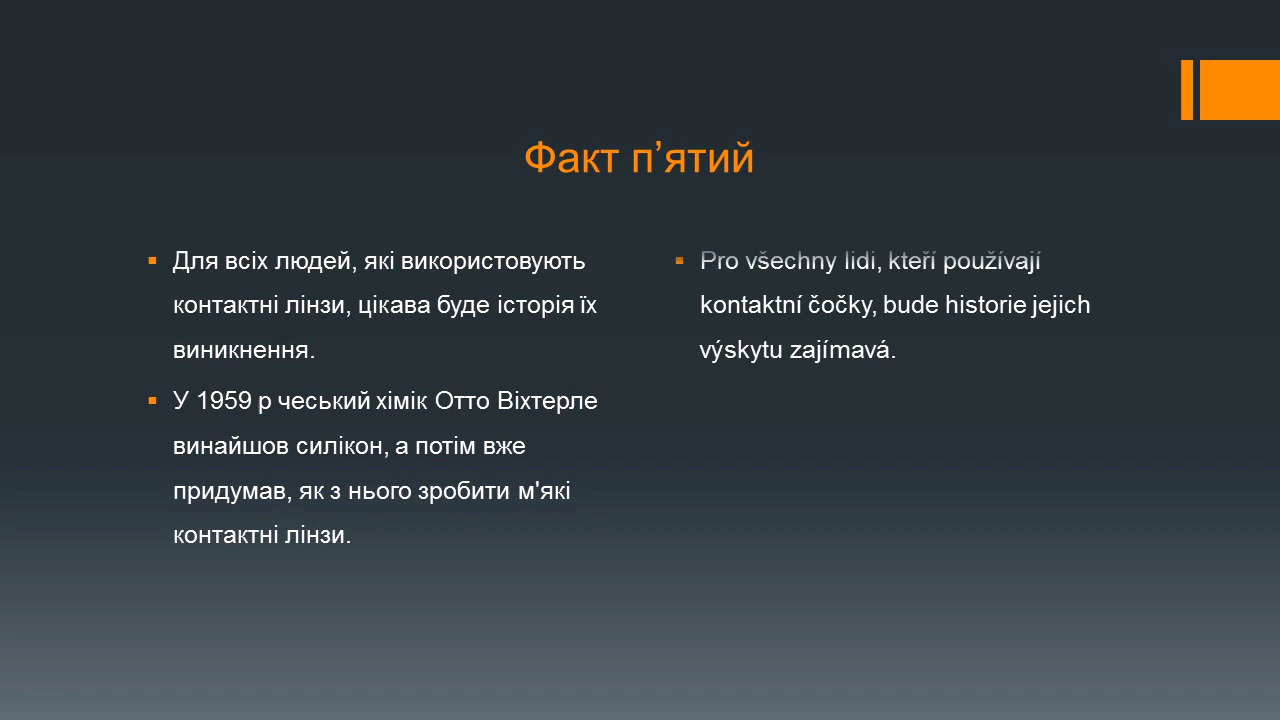 Факт п’ятий
Для всіх людей, які використовують
контактні лінзи, цікава буде історія їх
виникнення.
У 1959 р чеський хімік Отто Віхтерле
винайшов силікон, а потім вже
придумав, як з нього зробити м'які
контактні лінзи.
Pro všechny lidi, kteří používají
kontaktní čočky, bude historie jejich
výskytu zajímavá.